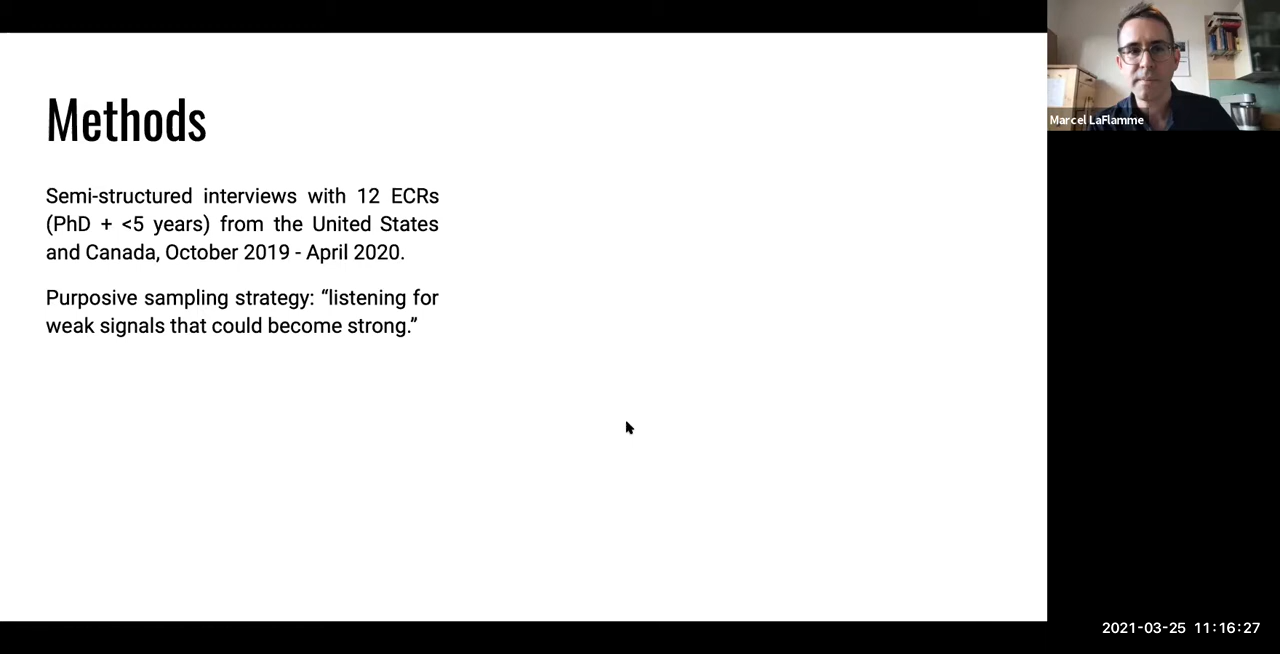 Methods
Semi-structured interviews with 12 ECRs
(PhD + <5 years) from the United States
and Canada, October 2019 - April 2020.
Purposive sampling strategy: “listening for
weak signals that could become strong.”
Marcel LaFlamme
2021-03-25 11:16:27